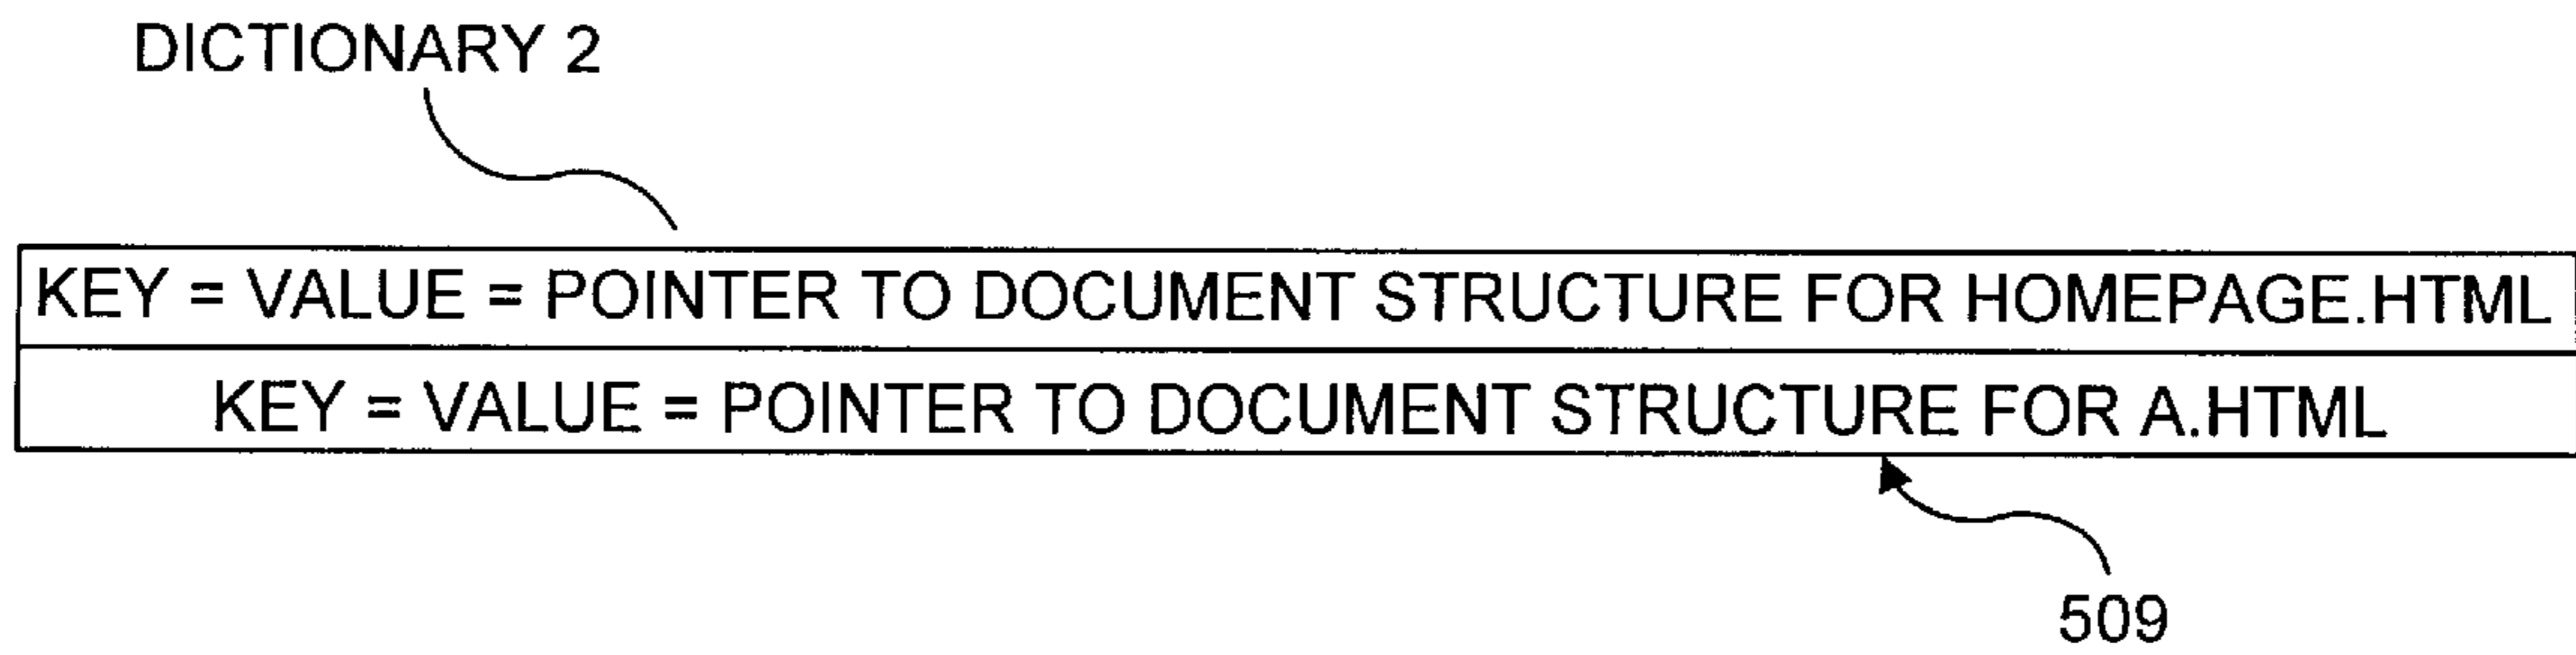 DICTIONARY 2
KEY = VALUE = POINTER TO DOCUMENT STRUCTURE FOR HOMEPAGE.HTML
KEY = VALUE = POINTER TO DOCUMENT STRUCTURE FOR A.HTML
509